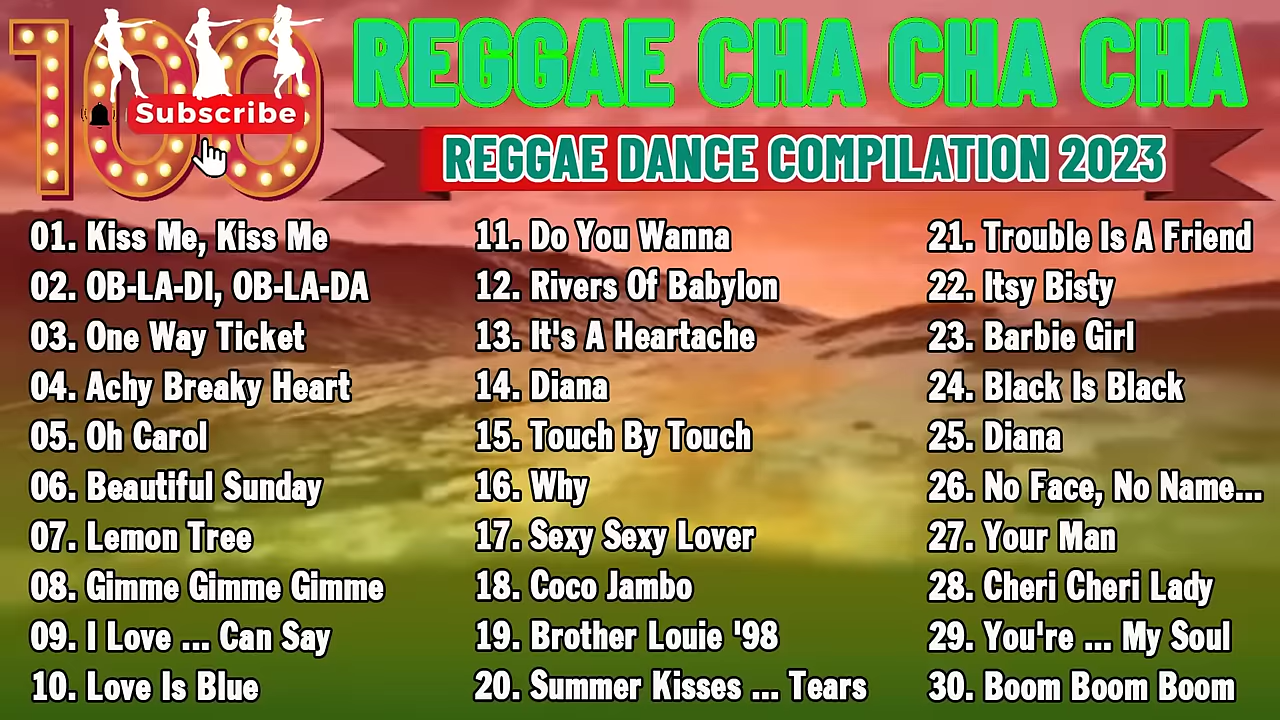 100
Subscribe
REGGAE CHA CHA CHA
REGGAE DANCE COMPILATION 2023
01. Kiss Me, Kiss Me
02. OB-LA-DI, OB-LA-DA
03. One Way Ticket
04. Achy Breaky Heart
05. Oh Carol
06. Beautiful Sunday
07. Lemon Tree
08. Gimme Gimme Gimme
09. I Love ... Can Say
10. Love Is Blue
11. Do You Wanna
12. Rivers Of Babylon
13. It's A Heartache
14. Diana
15. Touch By Touch
16. Why
17. Sexy Sexy Lover
18. Coco Jambo
19. Brother Louie '98
20. Summer Kisses ... Tears
21. Trouble Is A Friend
22. Itsy Bisty
23. Barbie Girl
24. Black Is Black
25. Diana
26. No Face, No Name...
27. Your Man
28. Cheri Cheri Lady
29. You're ... My Soul
30. Boom Boom Boom